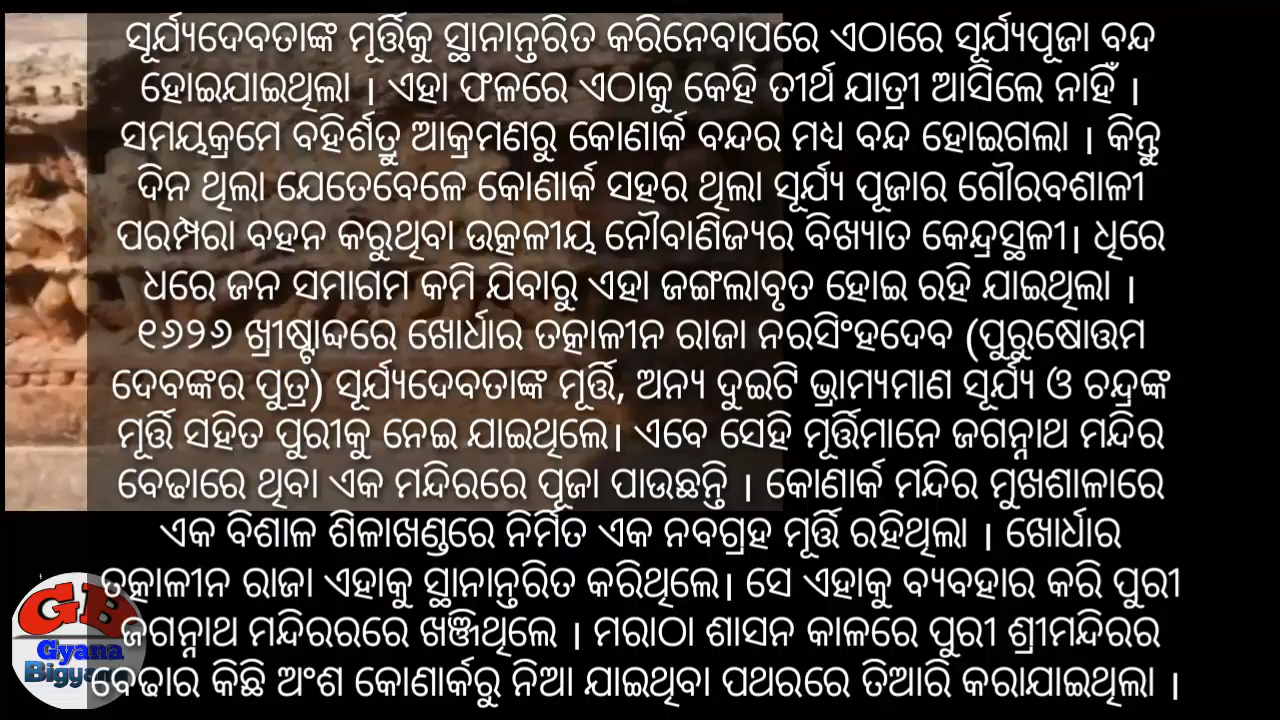 ସୂର୍ଯ୍ୟଦେବତାଙ୍କ ମୂର୍ତ୍ତିକୁ ସ୍ଥାନାନ୍ତରିତ କରିନେବାପରେ ଏଠାରେ ସୂର୍ଯ୍ୟପୂଜା ବନ୍ଦ
ହୋଇଯାଇଥିଲା । ଏହା ଫଳରେ ଏଠାକୁ କେହି ତୀର୍ଥ ଯାତ୍ରୀ ଆସିଲେ ନାହିଁ ।
ସମୟକ୍ରମେ ବହିର୍ଶତ୍ରୁ ଆକ୍ରମଣରୁ କୋଣାର୍କ ବନ୍ଦର ମଧ୍ୟ ବନ୍ଦ ହୋଇଗଲା । କିନ୍ତୁ
ଦିନ ଥିଲା ଯେତେବେଳେ କୋଣାର୍କ ସହର ଥିଲା ସୂର୍ଯ୍ୟ ପୂଜାର ଗୌରବଶାଳୀ
ପରମ୍ପରା ବହନ କରୁଥିବା ଉତ୍କଳୀୟ ନୌବାଣିଜ୍ୟର ବିଖ୍ୟାତ କେନ୍ଦ୍ରସ୍ଥଳୀ। ଧିରେ
ଧରେ ଜନ ସମାଗମ କମି ଯିବାରୁ ଏହା ଜଙ୍ଗଲାବୃତ ହୋଇ ରହି ଯାଇଥିଲା ।
୧୬୨୬ ଖ୍ରୀଷ୍ଟାବ୍ଦରେ ଖୋର୍ଧାର ତତ୍କାଳୀନ ରାଜା ନରସିଂହଦେବ (ପୁରୁଷୋତ୍ତମ
ଦେବଙ୍କର ପୁତ୍ର) ସୂର୍ଯ୍ୟଦେବତାଙ୍କ ମୂର୍ତ୍ତି, ଅନ୍ୟ ଦୁଇଟି ଭ୍ରାମ୍ୟମାଣ ସୂର୍ଯ୍ୟ ଓ ଚନ୍ଦ୍ରଙ୍କ
ମୂର୍ତ୍ତି ସହିତ ପୁରୀକୁ ନେଇ ଯାଇଥିଲେ। ଏବେ ସେହି ମୂର୍ତ୍ତିମାନେ ଜଗନ୍ନାଥ ମନ୍ଦିର
ବେଢାରେ ଥିବା ଏକ ମନ୍ଦିରରେ ପୂଜା ପାଉଛନ୍ତି । କୋଣାର୍କ ମନ୍ଦିର ମୁଖଶାଳାରେ
ଏକ ବିଶାଳ ଶିଳାଖଣ୍ଡରେ ନିର୍ମିତ ଏକ ନବଗ୍ରହ ମୂର୍ତ୍ତି ରହିଥିଲା । ଖୋର୍ଧାର
ତତ୍କାଳୀନ ରାଜା ଏହାକୁ ସ୍ଥାନାନ୍ତରିତ କରିଥିଲେ। ସେ ଏହାକୁ ବ୍ୟବହାର କରି ପୁରୀ
ଜଗନ୍ନାଥ ମନ୍ଦିରରରେ ଖଞ୍ଜିଥିଲେ । ମରାଠା ଶାସନ କାଳରେ ପୁରୀ ଶ୍ରୀମନ୍ଦିରର
ବେଢାର କିଛି ଅଂଶ କୋଣାର୍କରୁ ନିଆ ଯାଇଥିବା ପଥରରେ ତିଆରି କରାଯାଇଥିଲା ।
GB
Gyana
Bigyana